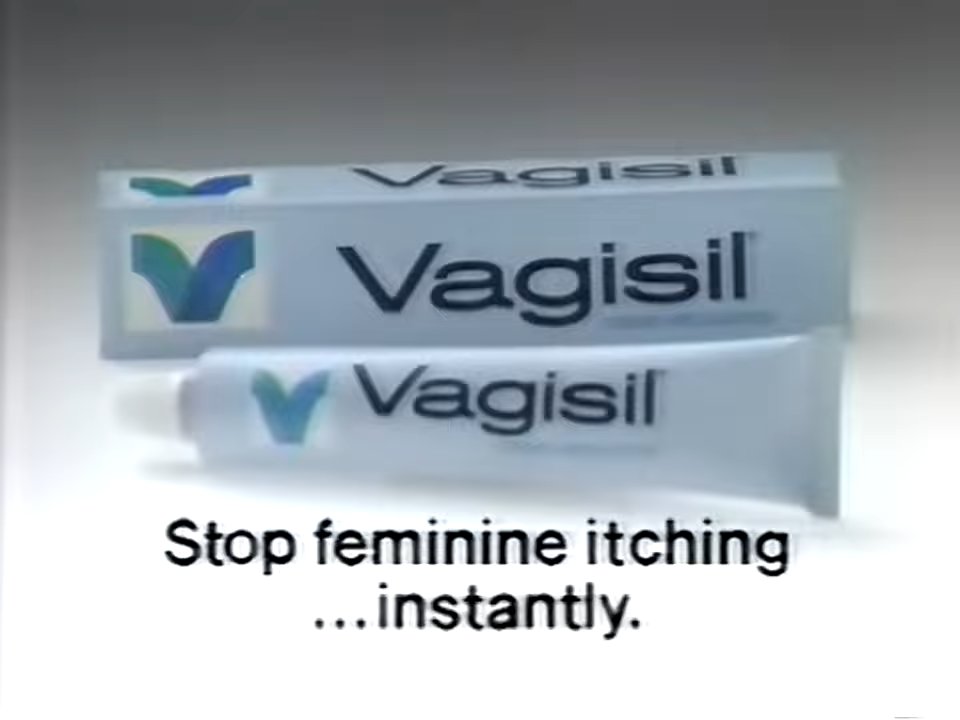 Vagisil
Vagisil
Vagisil
Stop feminine itching
...instantly.